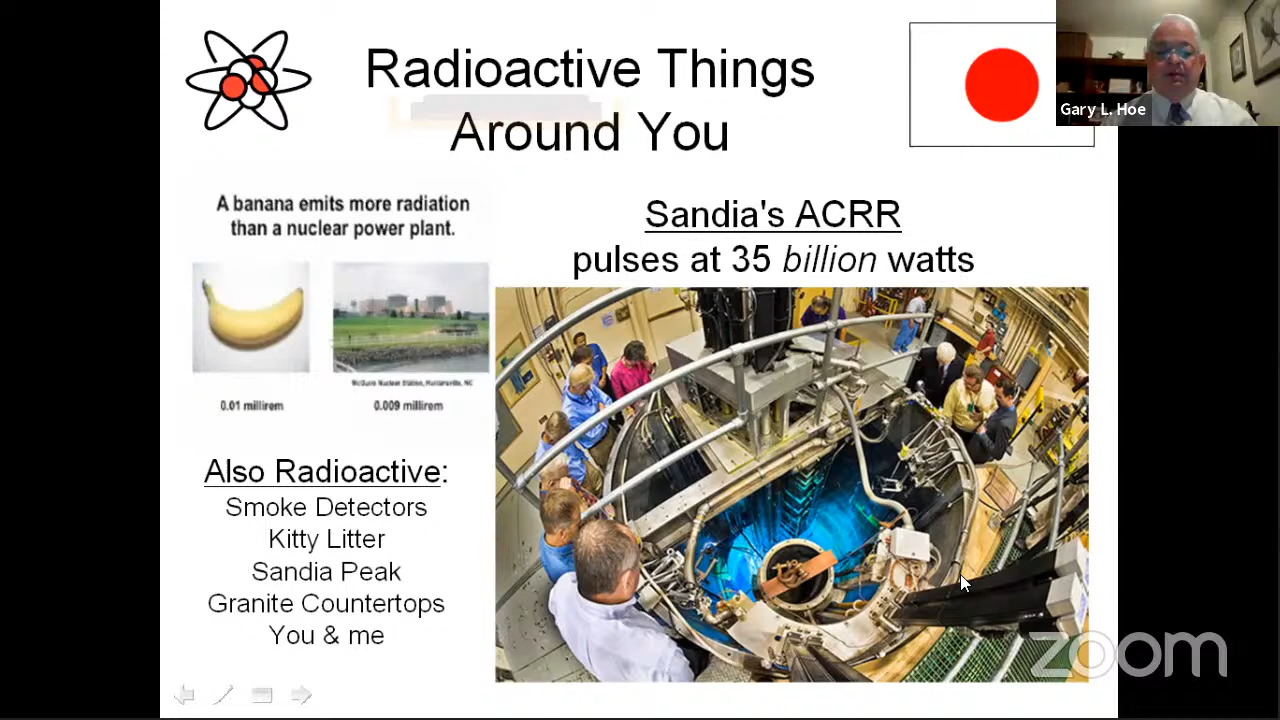 Radioactive Things
Around You
Gary L. Hoe
A banana emits more radiation
than a nuclear power plant.
Sandia's ACRR
pulses at 35 billion watts
McGuire Nuclear Station, Huntersville, NC
0.01 millirem
0.009 millirem
Also Radioactive:
Smoke Detectors
Kitty Litter
Sandia Peak
Granite Countertops
You & me
zoom